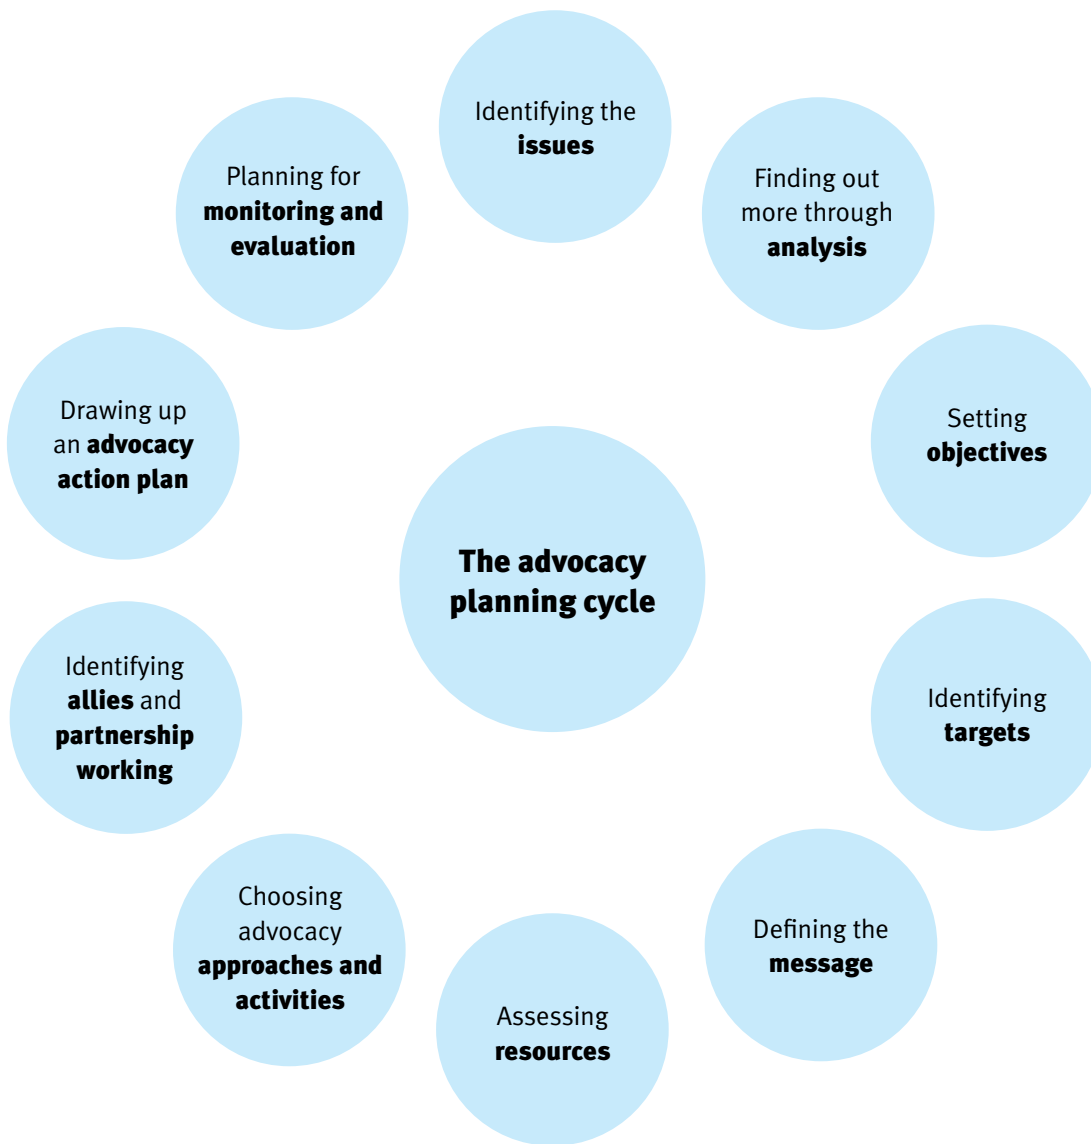 Identifying the
issues
Finding out
more through
analysis
Setting
objectives
Identifying
targets
Defining the
message
Assessing
resources
Choosing
advocacy
approaches and
activities
Identifying
allies and
partnership
working
Drawing up
an advocacy
action plan
Planning for
monitoring and
evaluation
The advocacy
planning cycle